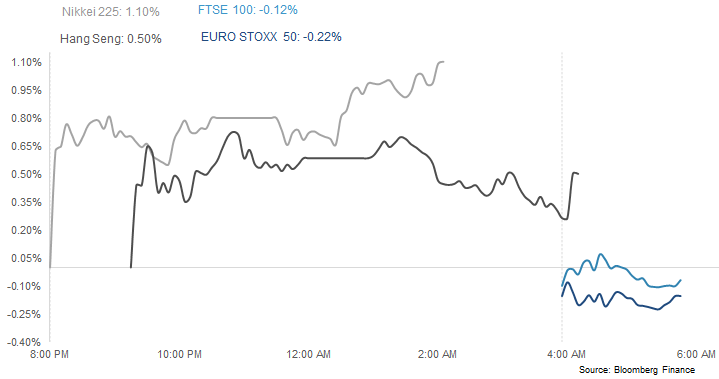 Nikkei 225: 1.10%
FTSE 100: -0.12%
Hang Seng: 0.50%
EURO STOXX 50: -0.22%
1.10%
0.95%
0.80%
0.65%
0.50%
0.35%
0.20%
0.05%
-0.10%
-0.25%
-0.40%
8:00 PM 10:00 PM 12:00 AM 2:00 AM 4:00 AM 6:00 AM
Source: Bloomberg Finance